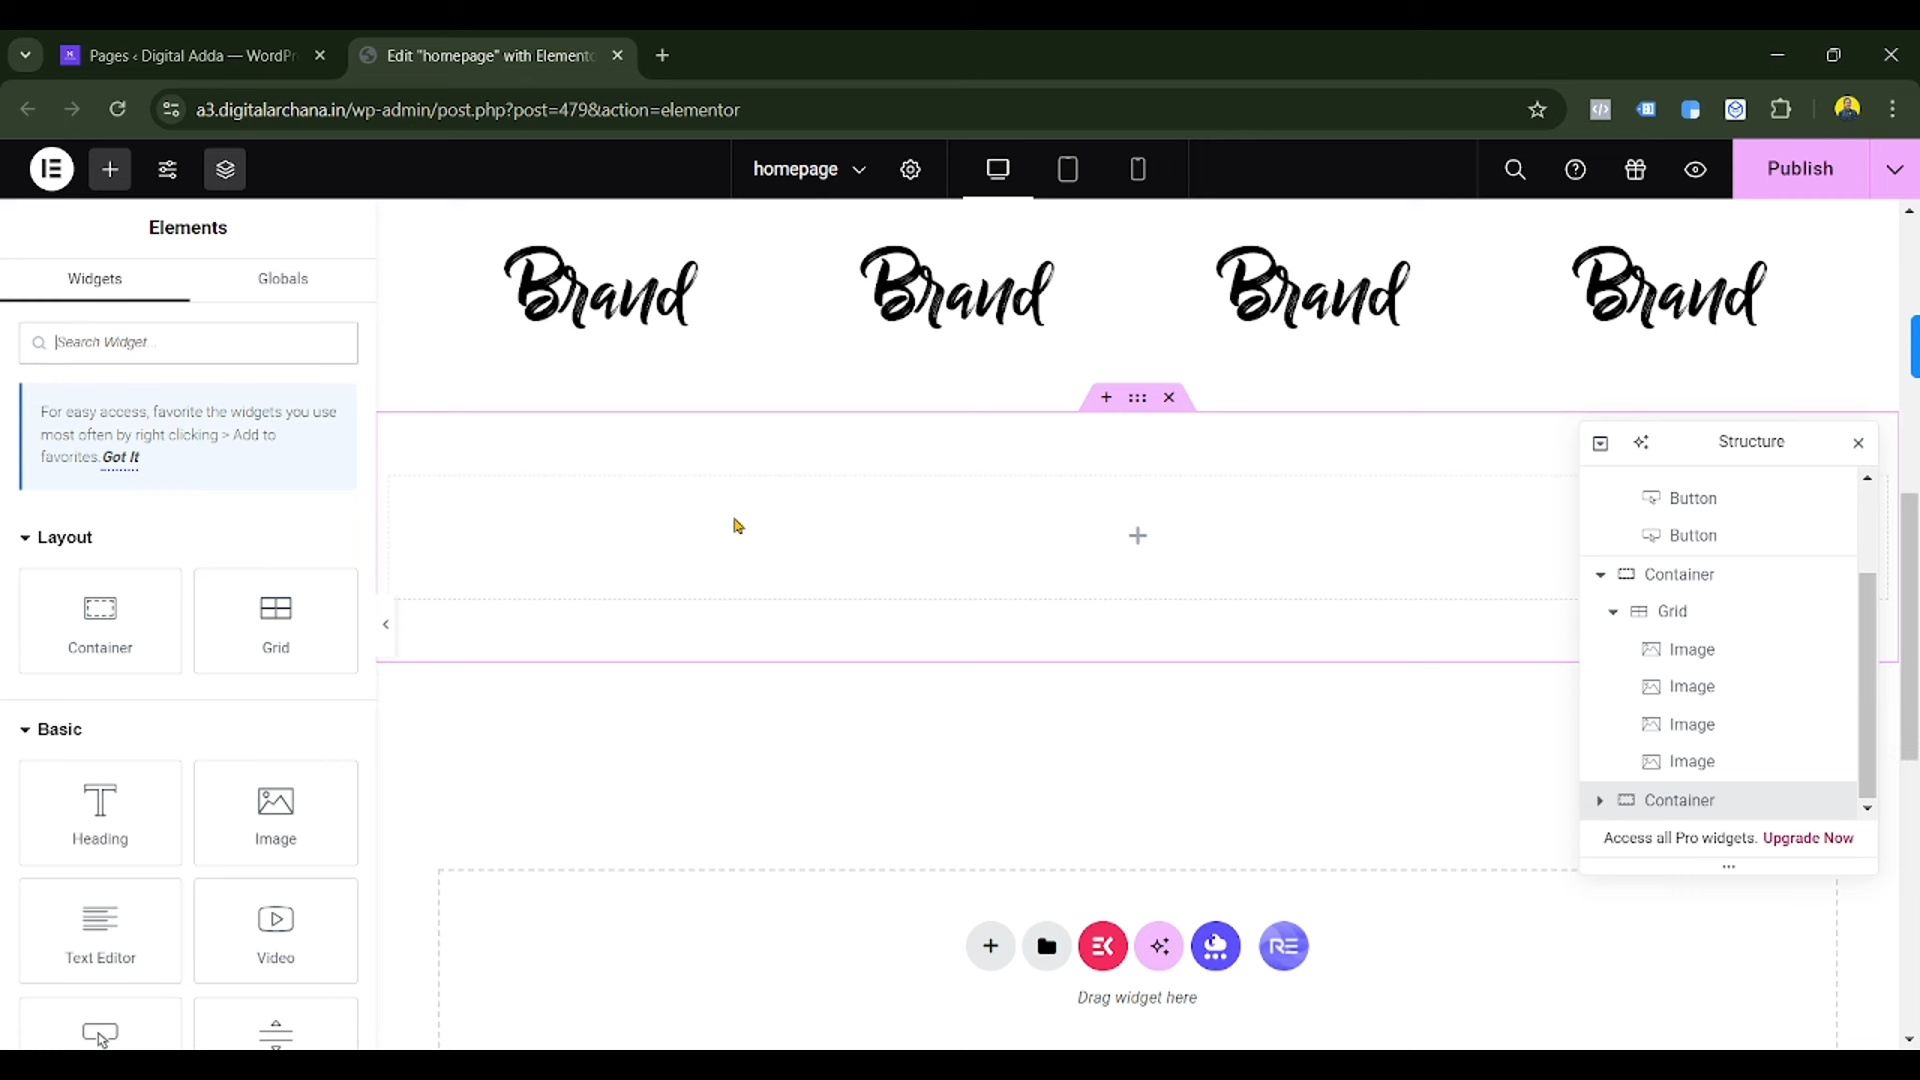 Pages ‹ Digital Adda — WordPr
Edit "homepage" with Elemento
a3.digitalarchana.in/wp-admin/post.php?post=479&action=elementor
homepage
Publish
Elements
Widgets
Globals
Search Widget...
For easy access, favorite the widgets you use
most often by right clicking > Add to
favorites. Got It
Layout
Container
Grid
Basic
Heading
Image
Text Editor
Video
Brand
Brand
Brand
Brand
Structure
Button
Button
Container
Grid
Image
Image
Image
Image
Container
Access all Pro widgets. Upgrade Now
Drag widget here